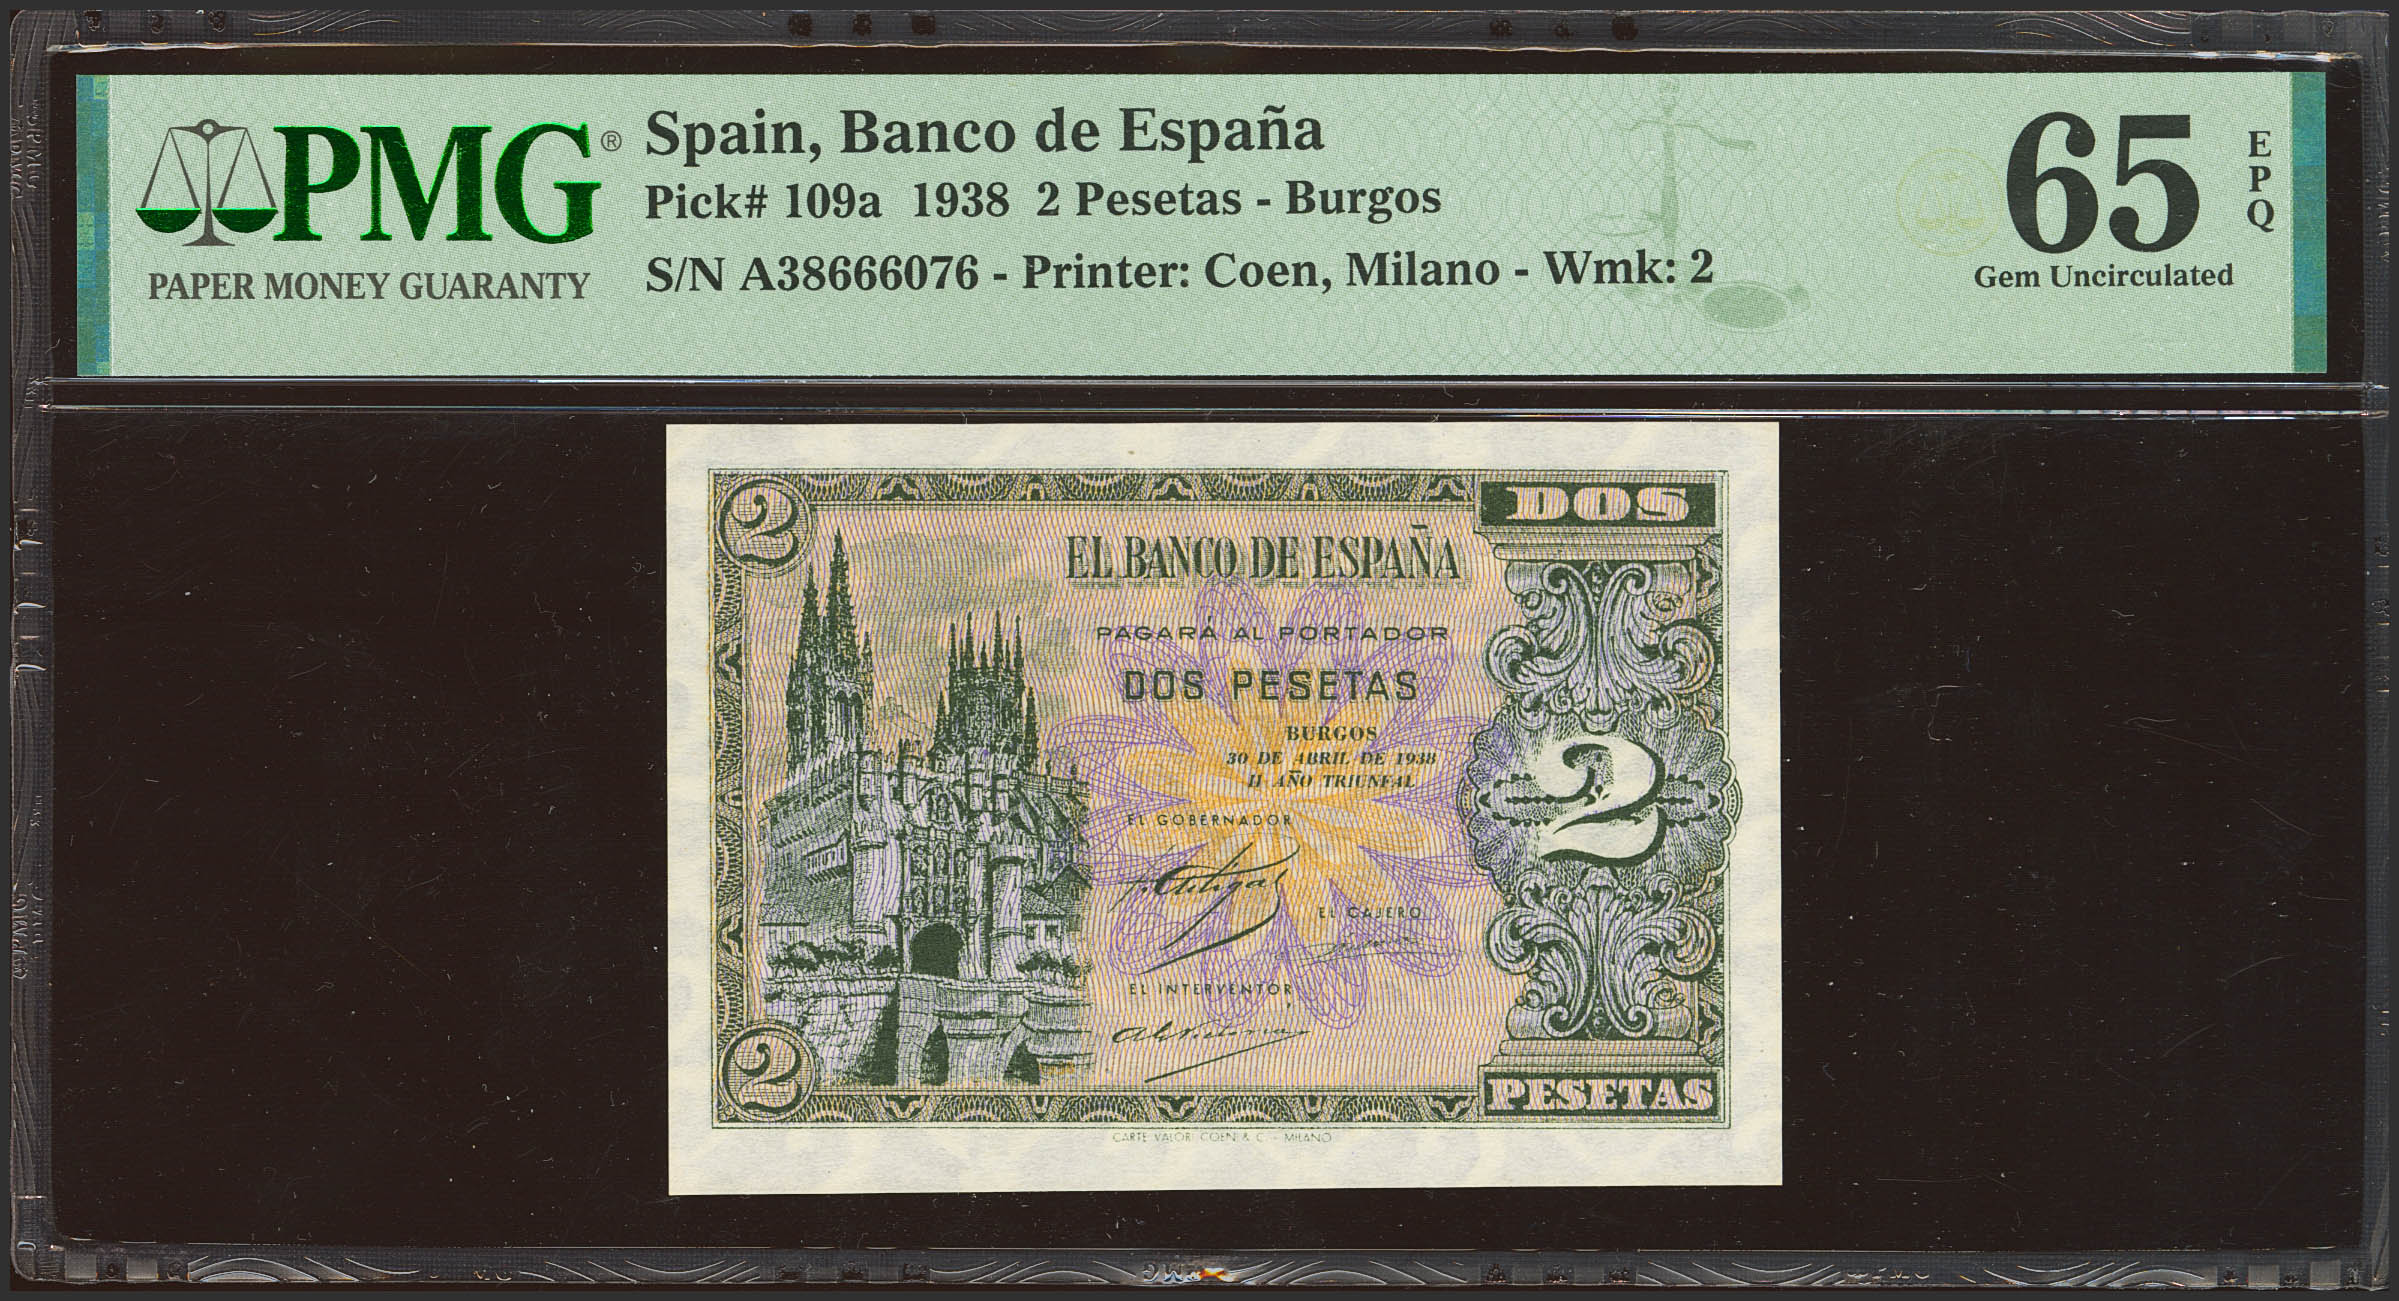 PMG®
PAPER MONEY GUARANTY
Spain, Banco de España
Pick# 109a 1938 2 Pesetas - Burgos
S/N A38666076 - Printer: Coen, Milano - Wmk: 2
65
EPQ
Gem Uncirculated
2
DOS
EL BANCO DE ESPAÑA
PAGARÁ AL PORTADOR
DOS PESETAS
BURGOS
30 DE ABRIL DE 1938
II AÑO TRIUNFAL
2
EL GOBERNADOR
EL CAJERO
EL INTERVENTOR
2
PESETAS
CARTE VALORI COEN & C. - MILANO